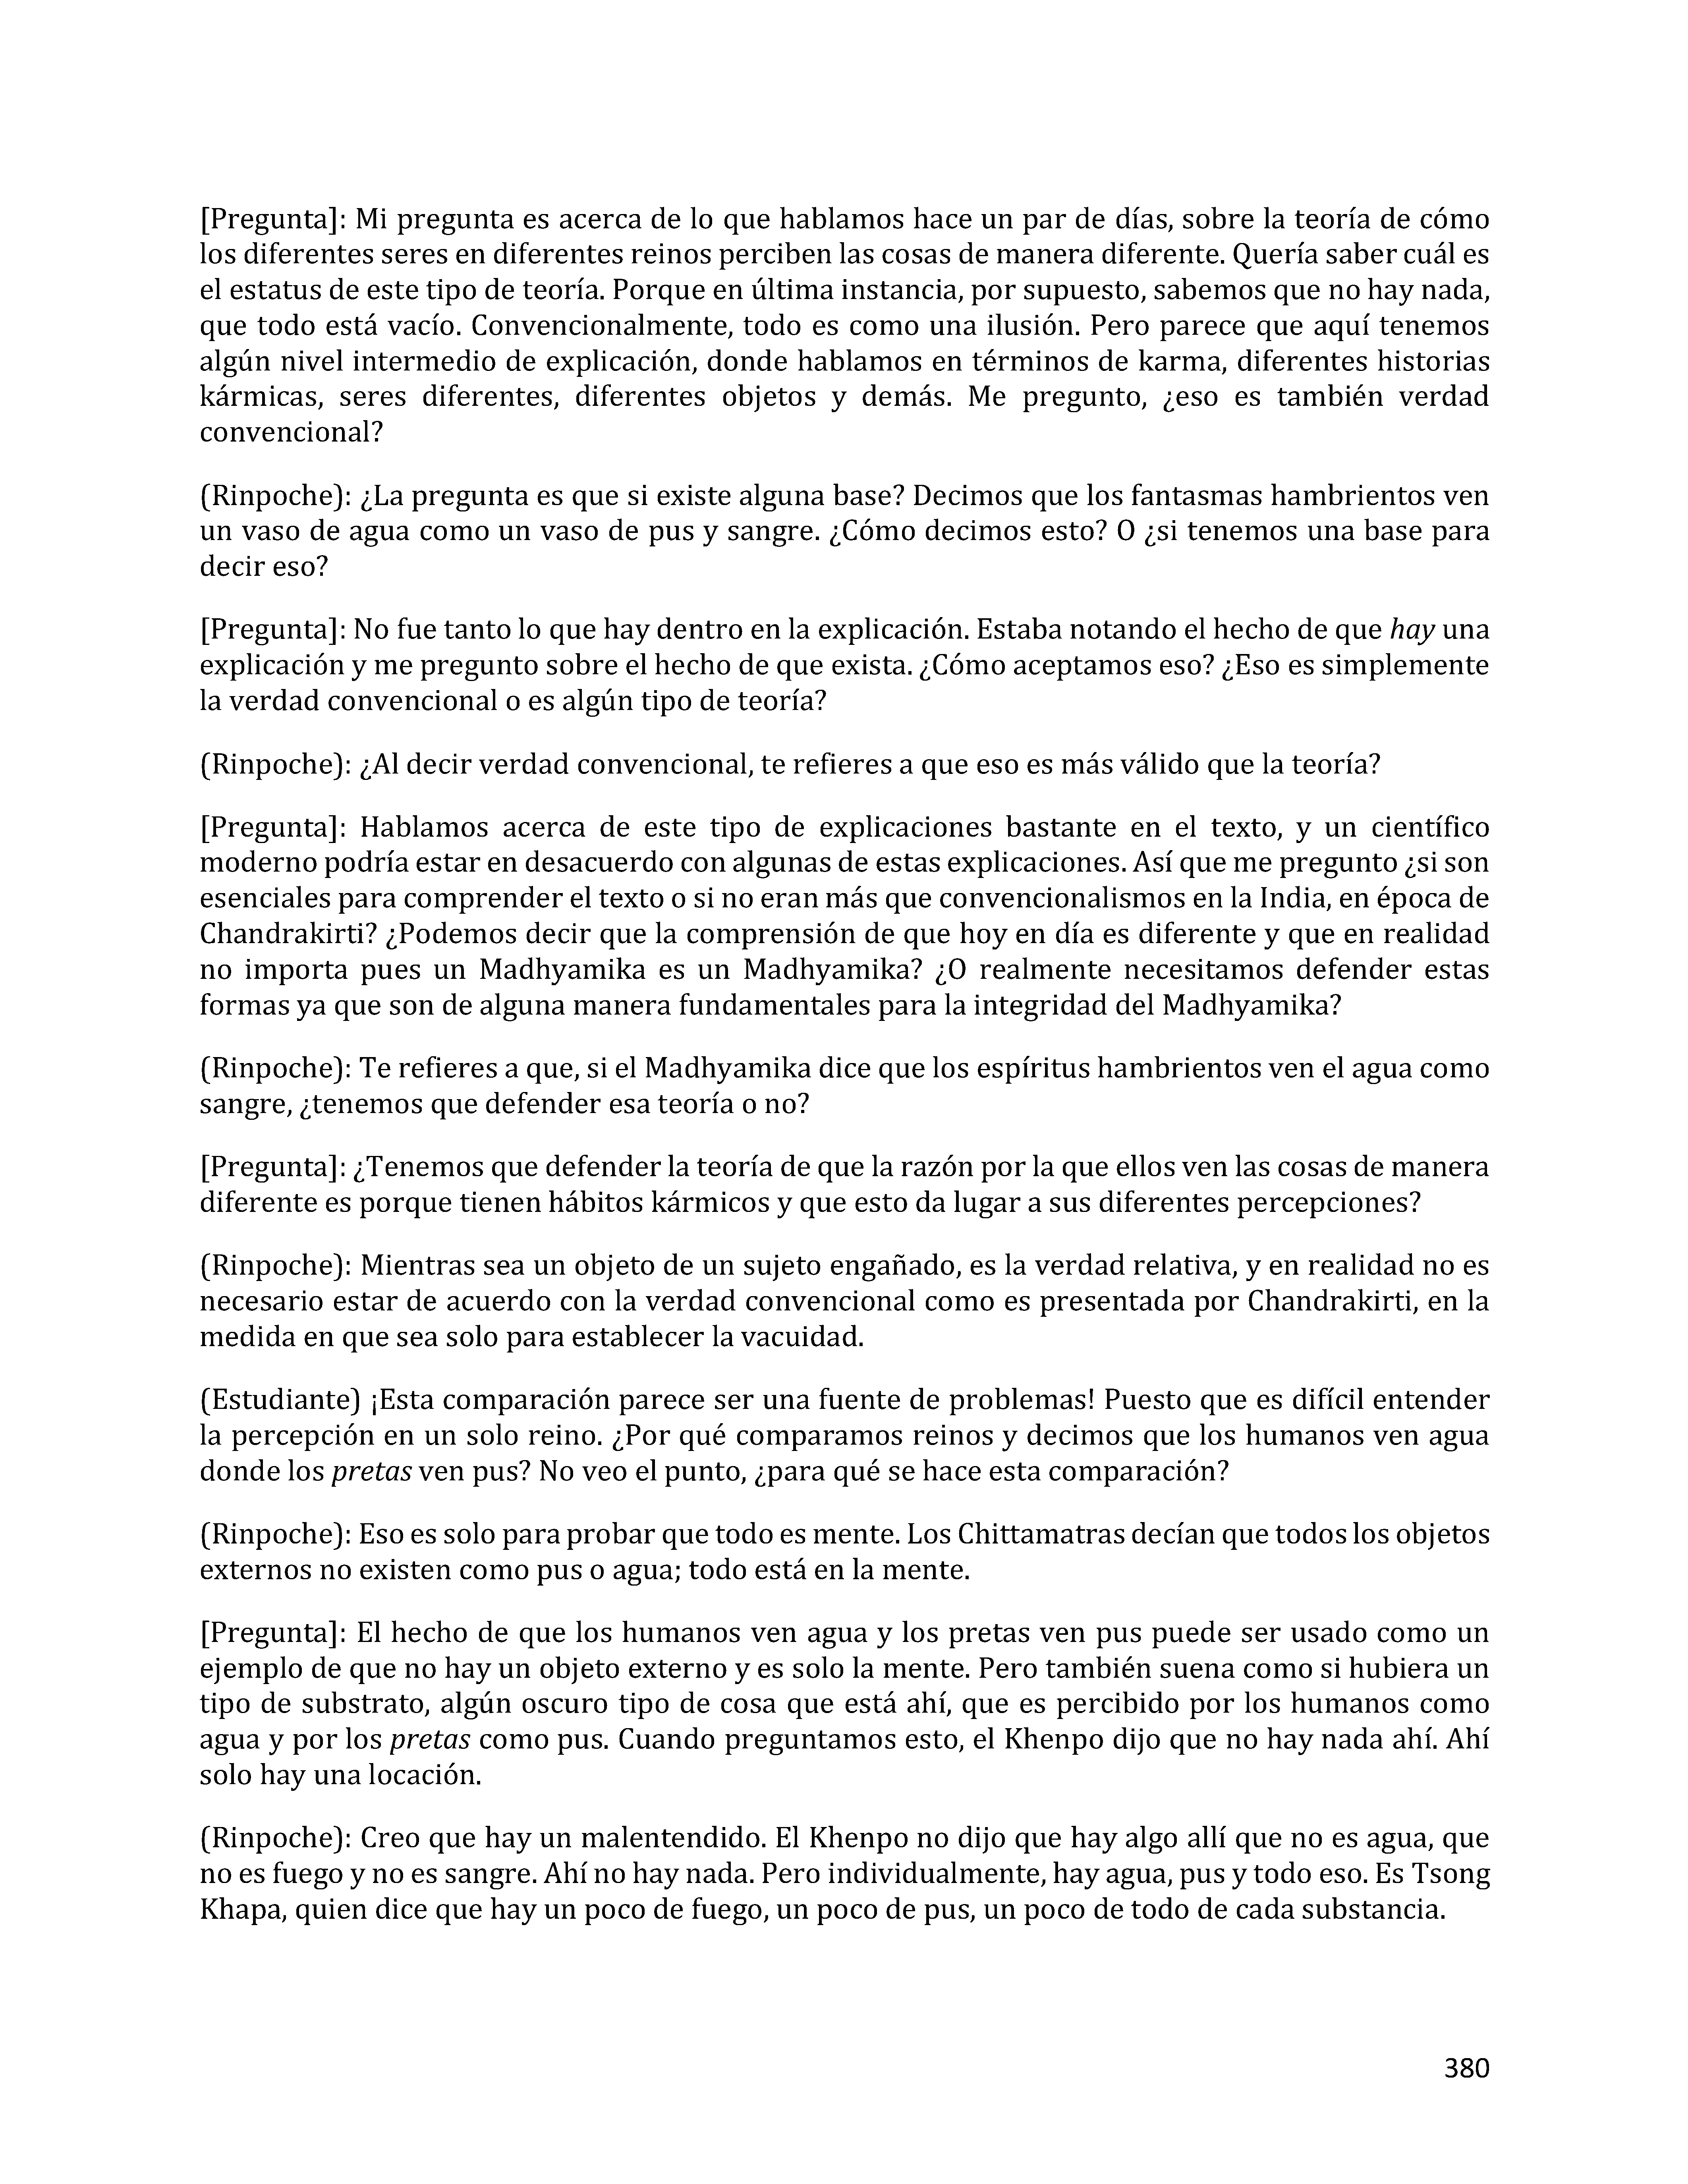 [Pregunta]: Mi pregunta es acerca de lo que hablamos hace un par de días, sobre la teoría de cómo
los diferentes seres en diferentes reinos perciben las cosas de manera diferente. Quería saber cuál es
el estatus de este tipo de teoría. Porque en última instancia, por supuesto, sabemos que no hay nada,
que todo está vacío. Convencionalmente, todo es como una ilusión. Pero parece que aquí tenemos
algún nivel intermedio de explicación, donde hablamos en términos de karma, diferentes historias
kármicas, seres diferentes, diferentes objetos y demás. Me pregunto, ¿eso es también verdad
convencional?
(Rinpoche): ¿La pregunta es que si existe alguna base? Decimos que los fantasmas hambrientos ven
un vaso de agua como un vaso de pus y sangre. ¿Cómo decimos esto? O ¿si tenemos una base para
decir eso?
[Pregunta]: No fue tanto lo que hay dentro en la explicación. Estaba notando el hecho de que hay una
explicación y me pregunto sobre el hecho de que exista. ¿Cómo aceptamos eso? ¿Eso es simplemente
la verdad convencional o es algún tipo de teoría?
(Rinpoche): ¿Al decir verdad convencional, te refieres a que eso es más válido que la teoría?
[Pregunta]: Hablamos acerca de este tipo de explicaciones bastante en el texto, y un científico
moderno podría estar en desacuerdo con algunas de estas explicaciones. Así que me pregunto ¿si son
esenciales para comprender el texto o si no eran más que convencionalismos en la India, en época de
Chandrakirti? ¿Podemos decir que la comprensión de que hoy en día es diferente y que en realidad
no importa pues un Madhyamika es un Madhyamika? ¿O realmente necesitamos defender estas
formas ya que son de alguna manera fundamentales para la integridad del Madhyamika?
(Rinpoche): Te refieres a que, si el Madhyamika dice que los espíritus hambrientos ven el agua como
sangre, ¿tenemos que defender esa teoría o no?
[Pregunta]: ¿Tenemos que defender la teoría de que la razón por la que ellos ven las cosas de manera
diferente es porque tienen hábitos kármicos y que esto da lugar a sus diferentes percepciones?
(Rinpoche): Mientras sea un objeto de un sujeto engañado, es la verdad relativa, y en realidad no es
necesario estar de acuerdo con la verdad convencional como es presentada por Chandrakirti, en la
medida en que sea solo para establecer la vacuidad.
(Estudiante) ¡Esta comparación parece ser una fuente de problemas! Puesto que es difícil entender
la percepción en un solo reino. ¿Por qué comparamos reinos y decimos que los humanos ven agua
donde los pretas ven pus? No veo el punto, ¿para qué se hace esta comparación?
(Rinpoche): Eso es solo para probar que todo es mente. Los Chittamatras decían que todos los objetos
externos no existen como pus o agua; todo está en la mente.
[Pregunta]: El hecho de que los humanos ven agua y los pretas ven pus puede ser usado como un
ejemplo de que no hay un objeto externo y es solo la mente. Pero también suena como si hubiera un
tipo de substrato, algún oscuro tipo de cosa que está ahí, que es percibido por los humanos como
agua y por los pretas como pus. Cuando preguntamos esto, el Khenpo dijo que no hay nada ahí. Ahí
solo hay una locación.
(Rinpoche): Creo que hay un malentendido. El Khenpo no dijo que hay algo allí que no es agua, que
no es fuego y no es sangre. Ahí no hay nada. Pero individualmente, hay agua, pus y todo eso. Es Tsong
Khapa, quien dice que hay un poco de fuego, un poco de pus, un poco de todo de cada substancia.
380